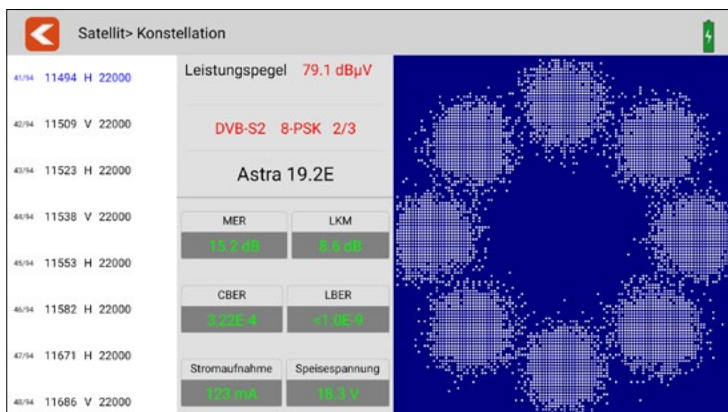 Satellit> Konstellation
41/94 11494 H 22000
42/94 11509 V 22000
43/94 11523 H 22000
44/94 11538 V 22000
45/94 11553 H 22000
46/94 11582 H 22000
47/94 11671 H 22000
48/94 11686 V 22000
Leistungspegel 79.1 dBµV
DVB-S2 8-PSK 2/3
Astra 19.2E
MER LKM
15.2 dB 8.6 dB
CBER LBER
3.22E-4 <1.0E-9
Stromaufnahme Speisespannung
123 mA 18.3 V